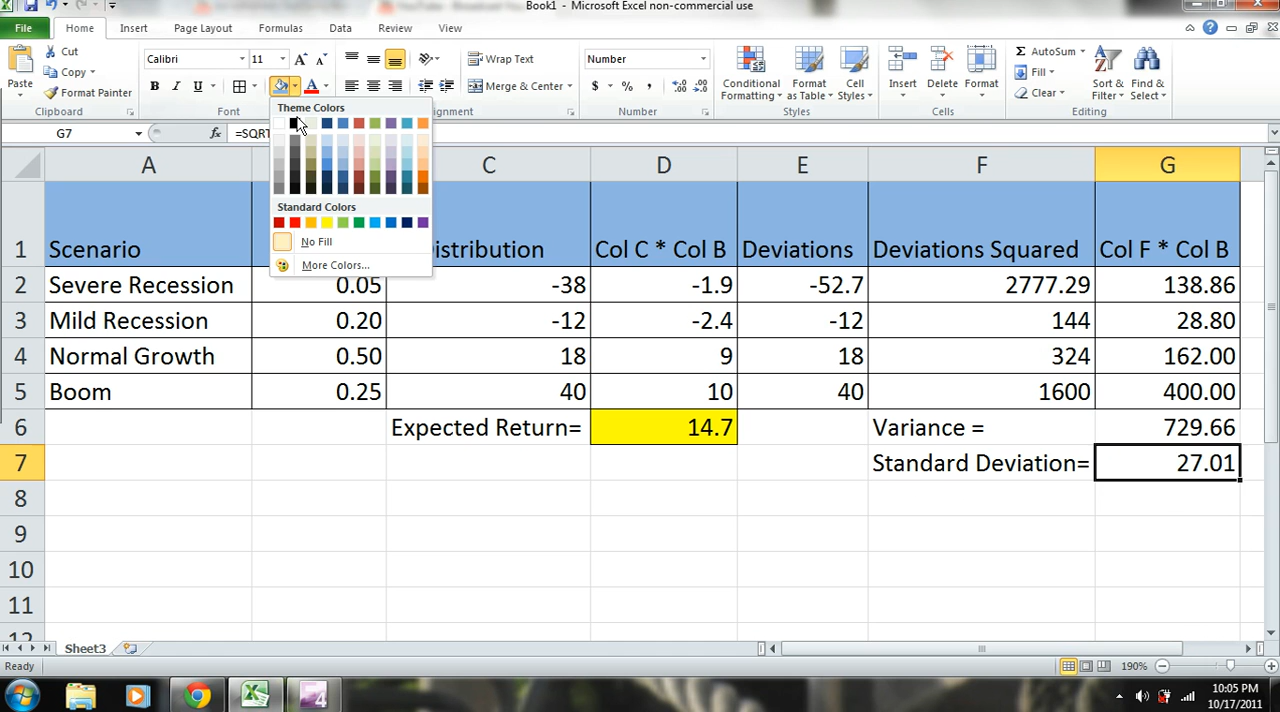 Book1 - Microsoft Excel non-commercial use
File Home Insert Page Layout Formulas Data Review View
Paste
Cut
Copy
Format Painter
Clipboard
Calibri 11
B I U
Font
Wrap Text
Merge & Center
Number
$ % ,
Number
Conditional Formatting
Format as Table
Cell Styles
Styles
Insert Delete Format
Cells
AutoSum
Fill
Clear
Sort & Filter
Find & Select
Editing
G7 fx =SQRT
Theme Colors
Standard Colors
No Fill
More Colors...
A C D E F G
1 Scenario Col C * Col B Deviations Deviations Squared Col F * Col B
2 Severe Recession 0.05 -38 -1.9 -52.7 2777.29 138.86
3 Mild Recession 0.20 -12 -2.4 -12 144 28.80
4 Normal Growth 0.50 18 9 18 324 162.00
5 Boom 0.25 40 10 40 1600 400.00
6 Expected Return= 14.7 Variance = 729.66
7 Standard Deviation= 27.01
8
9
10
11
12
Sheet3
Ready 190%
10:05 PM
10/17/2011